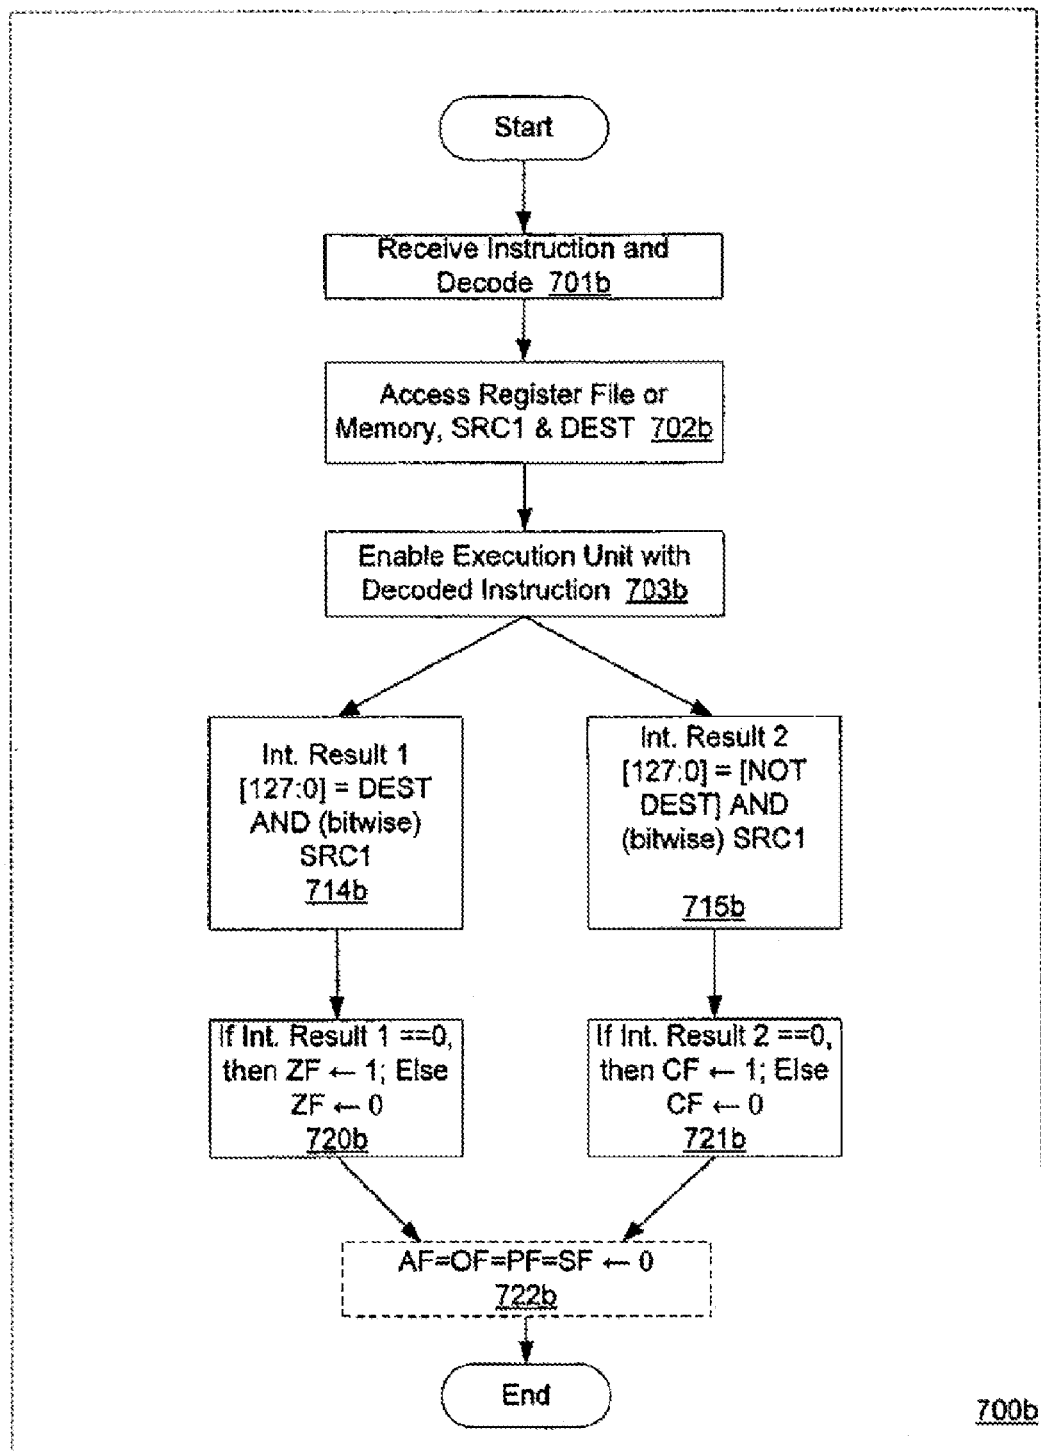 Start
Receive Instruction and
Decode 701b
Access Register File or
Memory, SRC1 & DEST 702b
Enable Execution Unit with
Decoded Instruction 703b
Int. Result 1
[127:0] = DEST
AND (bitwise)
SRC1
714b
Int. Result 2
[127:0] = [NOT
DEST] AND
(bitwise) SRC1
715b
If Int. Result 1 ==0,
then ZF ← 1; Else
ZF ← 0
720b
If Int. Result 2 ==0,
then CF ← 1; Else
CF ← 0
721b
AF=OF=PF=SF ← 0
722b
End
700b